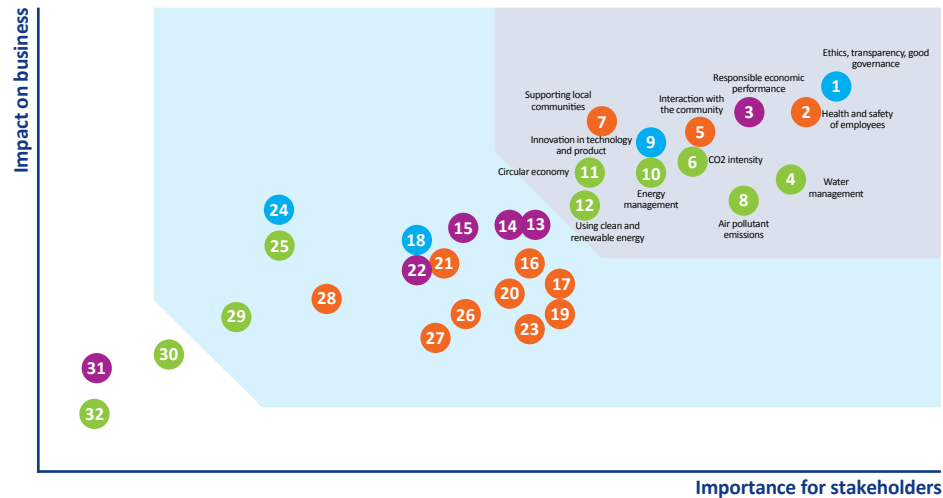 Impact on business
Ethics, transparency, good
governance
1
Responsible economic
performance
3
2
Health and safety
of employees
Supporting local
communities
7
Interaction with
the community
5
Innovation in technology
and product
9
6
CO2 intensity
Circular economy
11
10
Energy
management
4
Water
management
8
Air pollutant
emissions
12
Using clean and
renewable energy
24
25
18
15
14
13
22
21
16
17
20
19
28
26
23
27
29
30
31
32
Importance for stakeholders